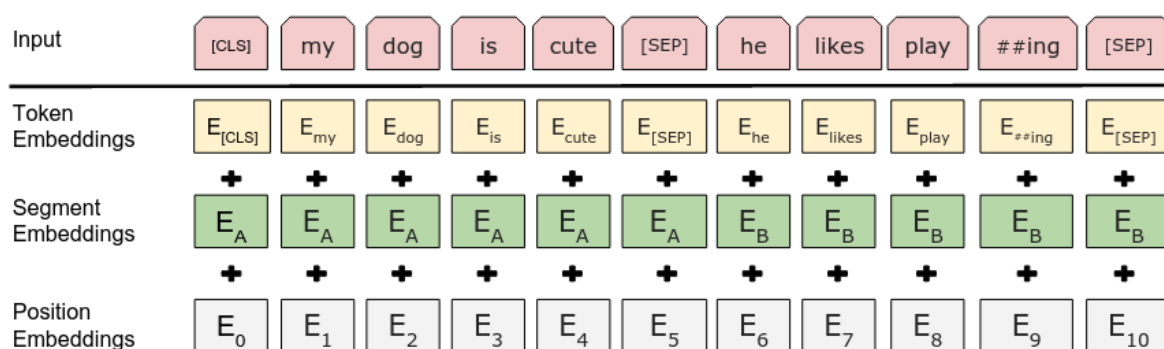 Input [CLS] my dog is cute [SEP] he likes play ##ing [SEP]
Token
Embeddings E[CLS] Emy Edog Eis Ecute E[SEP] Ehe Elikes Eplay E##ing E[SEP]
+ + + + + + + + + + +
Segment
Embeddings EA EA EA EA EA EA EB EB EB EB EB
+ + + + + + + + + + +
Position
Embeddings E0 E1 E2 E3 E4 E5 E6 E7 E8 E9 E10